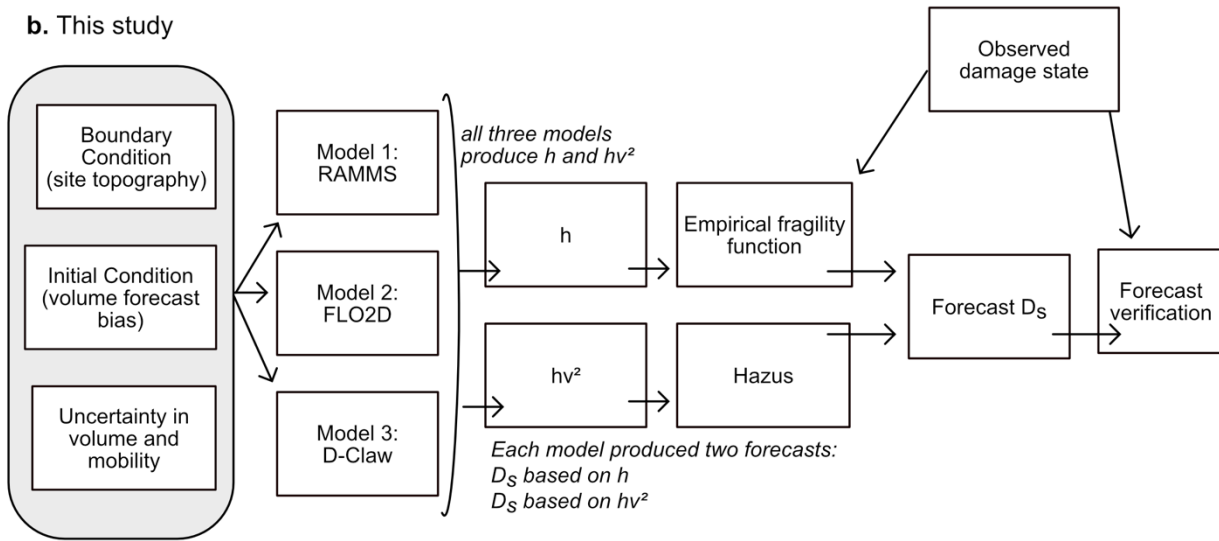 b. This study
Boundary
Condition
(site topography)
Initial Condition
(volume forecast
bias)
Uncertainty in
volume and
mobility
Model 1:
RAMMS
Model 2:
FLO2D
Model 3:
D-Claw
all three models
produce h and hv²
h
hv²
Each model produced two forecasts:
Ds based on h
Ds based on hv²
Empirical fragility
function
Hazus
Observed
damage state
Forecast Ds
Forecast
verification